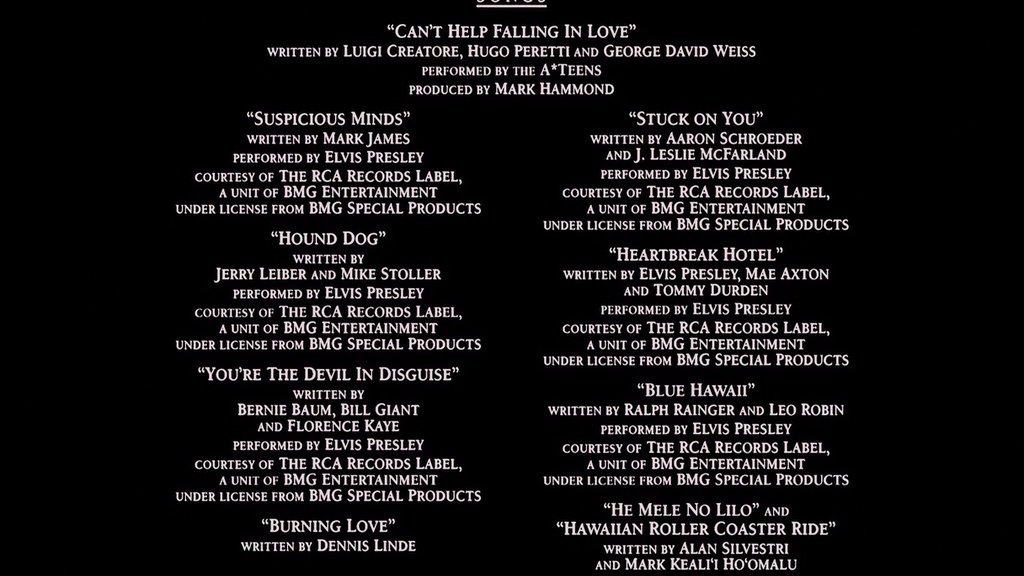 SONGS
"CAN'T HELP FALLING IN LOVE"
WRITTEN BY LUIGI CREATORE, HUGO PERETTI AND GEORGE DAVID WEISS
PERFORMED BY THE A*TEENS
PRODUCED BY MARK HAMMOND
"SUSPICIOUS MINDS"
WRITTEN BY MARK JAMES
PERFORMED BY ELVIS PRESLEY
COURTESY OF THE RCA RECORDS LABEL,
A UNIT OF BMG ENTERTAINMENT
UNDER LICENSE FROM BMG SPECIAL PRODUCTS
"HOUND DOG"
WRITTEN BY
JERRY LEIBER AND MIKE STOLLER
PERFORMED BY ELVIS PRESLEY
COURTESY OF THE RCA RECORDS LABEL,
A UNIT OF BMG ENTERTAINMENT
UNDER LICENSE FROM BMG SPECIAL PRODUCTS
"YOU'RE THE DEVIL IN DISGUISE"
WRITTEN BY
BERNIE BAUM, BILL GIANT
AND FLORENCE KAYE
PERFORMED BY ELVIS PRESLEY
COURTESY OF THE RCA RECORDS LABEL,
A UNIT OF BMG ENTERTAINMENT
UNDER LICENSE FROM BMG SPECIAL PRODUCTS
"BURNING LOVE"
WRITTEN BY DENNIS LINDE
"STUCK ON YOU"
WRITTEN BY AARON SCHROEDER
AND J. LESLIE MCFARLAND
PERFORMED BY ELVIS PRESLEY
COURTESY OF THE RCA RECORDS LABEL,
A UNIT OF BMG ENTERTAINMENT
UNDER LICENSE FROM BMG SPECIAL PRODUCTS
"HEARTBREAK HOTEL"
WRITTEN BY ELVIS PRESLEY, MAE AXTON
AND TOMMY DURDEN
PERFORMED BY ELVIS PRESLEY
COURTESY OF THE RCA RECORDS LABEL,
A UNIT OF BMG ENTERTAINMENT
UNDER LICENSE FROM BMG SPECIAL PRODUCTS
"BLUE HAWAII"
WRITTEN BY RALPH RAINGER AND LEO ROBIN
PERFORMED BY ELVIS PRESLEY
COURTESY OF THE RCA RECORDS LABEL,
A UNIT OF BMG ENTERTAINMENT
UNDER LICENSE FROM BMG SPECIAL PRODUCTS
"HE MELE NO LILO" AND
"HAWAIIAN ROLLER COASTER RIDE"
WRITTEN BY ALAN SILVESTRI
AND MARK KEALI‘I HO‘OMALU